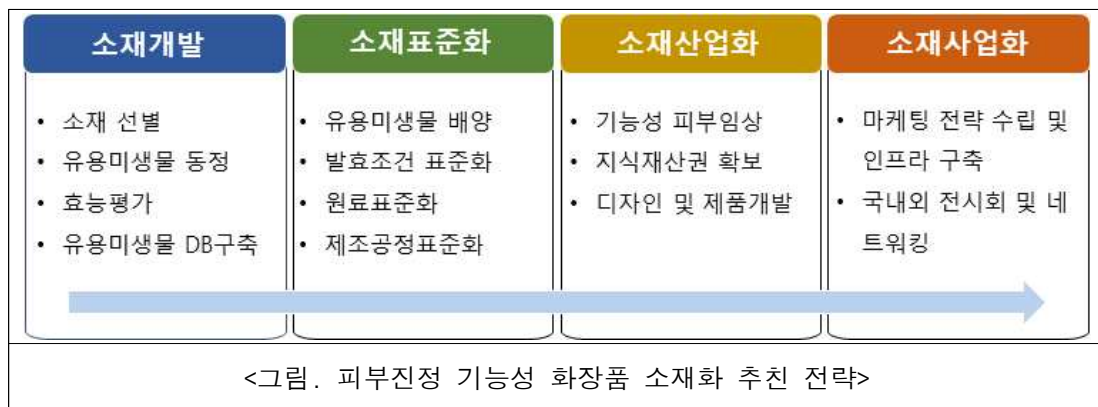 소재개발
• 소재 선별
• 유용미생물 동정
• 효능평가
• 유용미생물 DB구축
소재표준화
• 유용미생물 배양
• 발효조건 표준화
• 원료표준화
• 제조공정표준화
소재산업화
• 기능성 피부임상
• 지식재산권 확보
• 디자인 및 제품개발
소재사업화
• 마케팅 전략 수립 및
인프라 구축
• 국내외 전시회 및 네
트워킹
<그림. 피부진정 기능성 화장품 소재화 추친 전략>